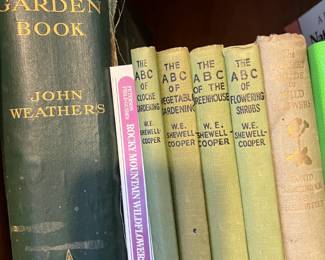 GARDEN
BOOK
JOHN
WEATHERS
ROCKY MOUNTAIN WILDFLOWERS
THE
ABC
OF
CLOCHE
GARDENING
W.E.
SHEWELL-
COOPER
THE
ABC
OF
VEGETABLE
GARDENING
W. E.
SHEWELL-
COOPER
THE
ABC
OF THE
GREENHOUSE
W. E.
SHEWELL-
COOPER
THE
ABC
OF
FLOWERING
SHRUBS
W. E.
SHEWELL-
COOPER